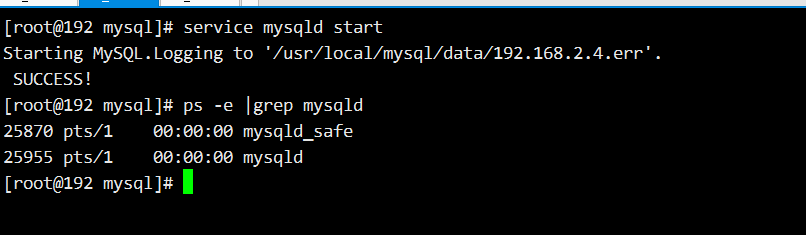 [root@192 mysql]# service mysqld start
Starting MySQL.Logging to '/usr/local/mysql/data/192.168.2.4.err'.
 SUCCESS!
[root@192 mysql]# ps -e |grep mysqld
25870 pts/1    00:00:00 mysqld_safe
25955 pts/1    00:00:00 mysqld
[root@192 mysql]#